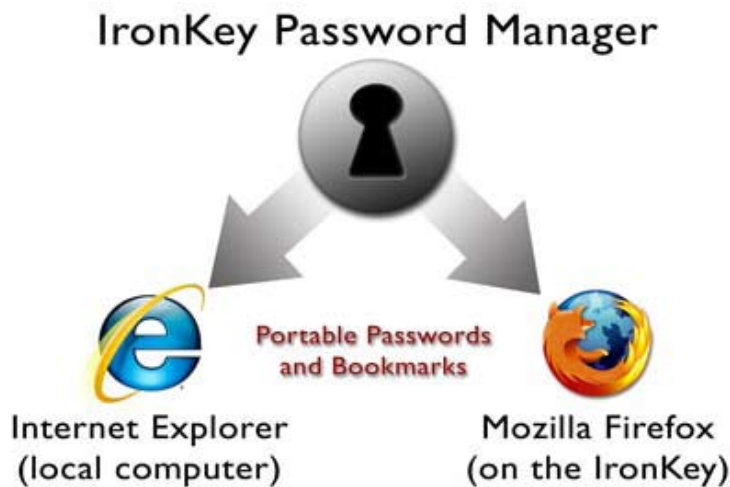 IronKey Password Manager
Portable Passwords
and Bookmarks
Internet Explorer
(local computer)
Mozilla Firefox
(on the IronKey)